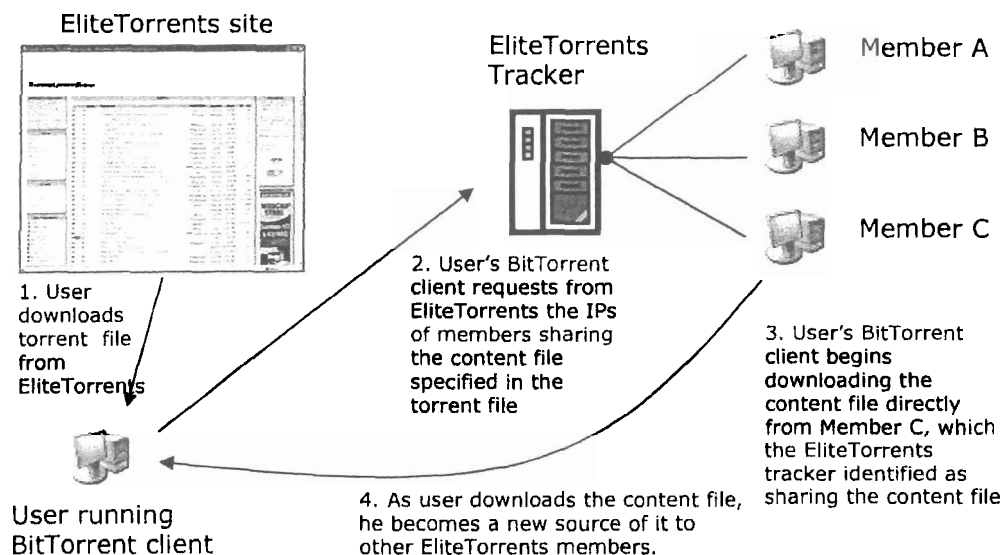 EliteTorrents site
EliteTorrents
Tracker
Member A
Member B
Member C
1. User
downloads
torrent file
from
EliteTorrents
2. User's BitTorrent
client requests from
EliteTorrents the IPs
of members sharing
the content file
specified in the
torrent file
3. User's BitTorrent
client begins
downloading the
content file directly
from Member C, which
the EliteTorrents
tracker identified as
sharing the content file
4. As user downloads the content file,
he becomes a new source of it to
other EliteTorrents members.
User running
BitTorrent client